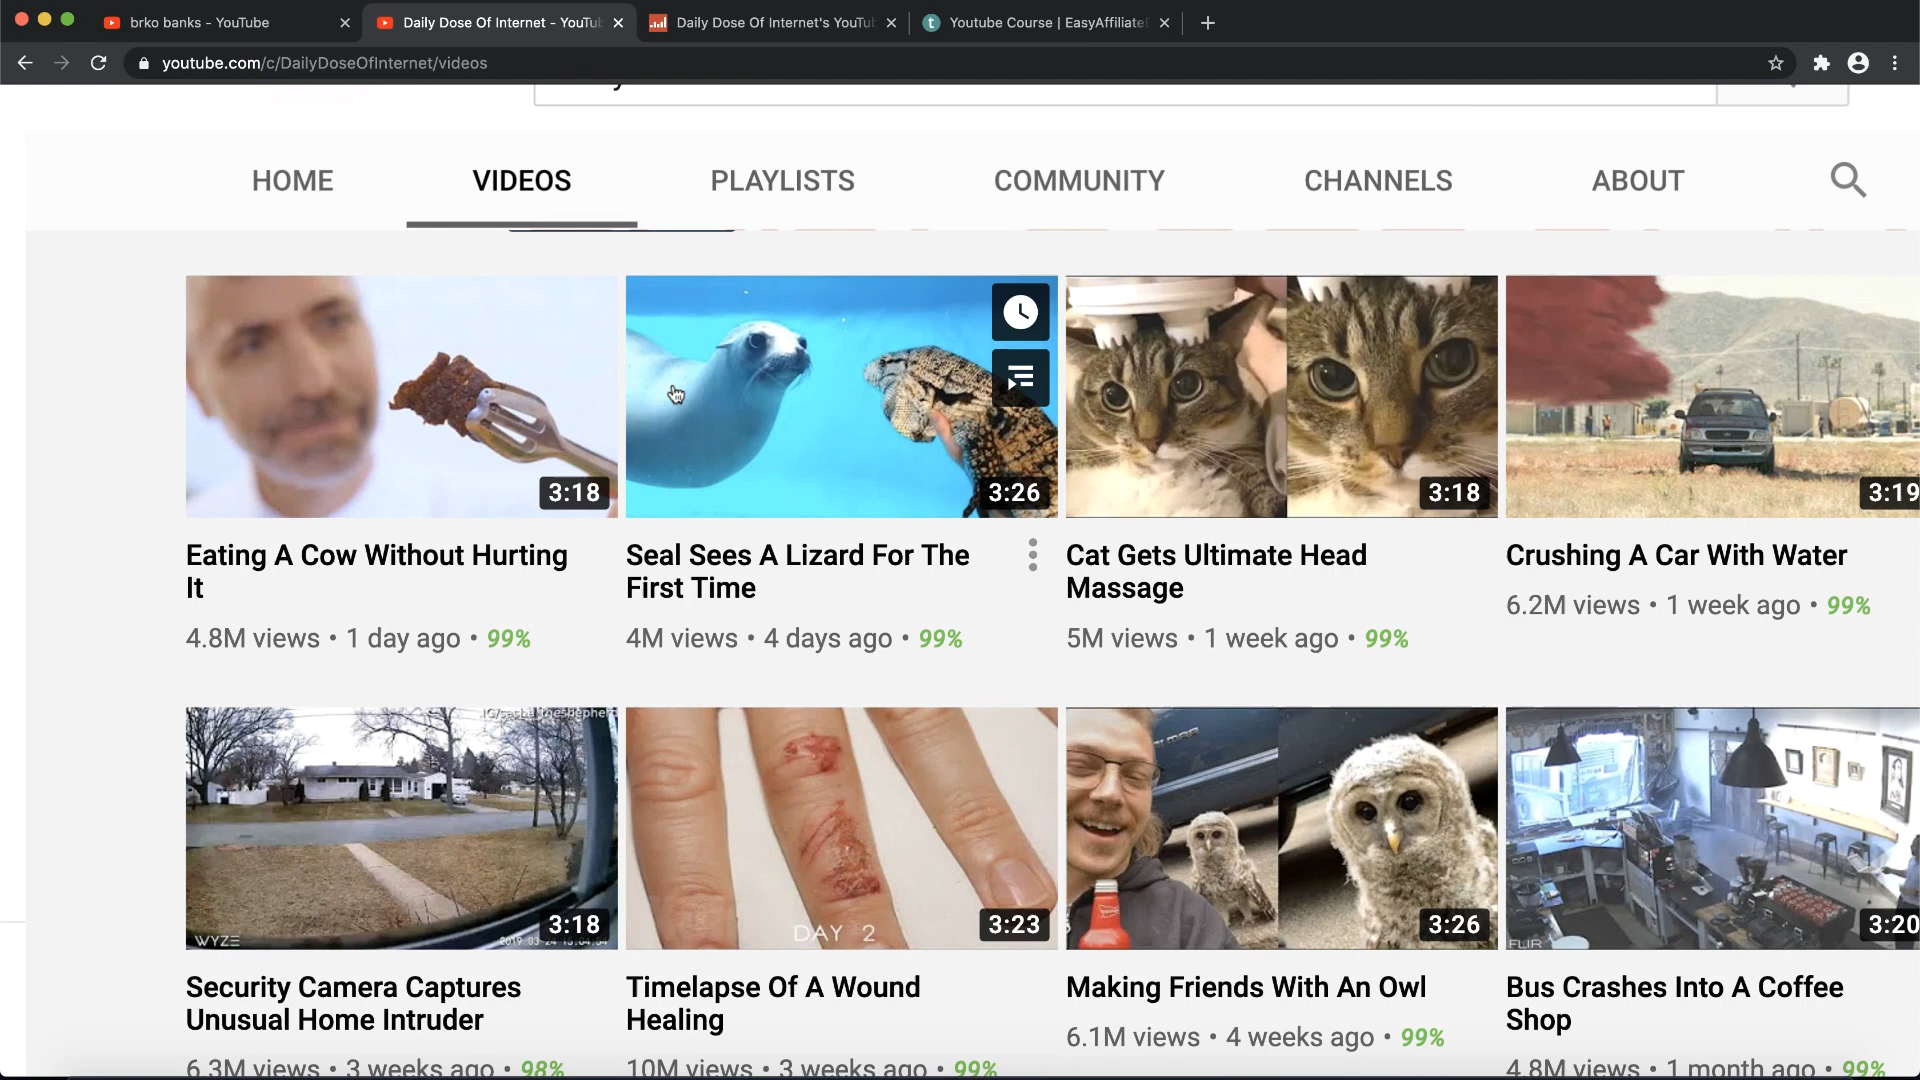 brko banks - YouTube
Daily Dose Of Internet - YouTu
Daily Dose Of Internet's YouTu
Youtube Course | EasyAffiliate
youtube.com/c/DailyDoseOfInternet/videos
HOME
VIDEOS
PLAYLISTS
COMMUNITY
CHANNELS
ABOUT
3:18
3:26
3:18
3:19
Eating A Cow Without Hurting
It
4.8M views • 1 day ago • 99%
Seal Sees A Lizard For The
First Time
4M views • 4 days ago • 99%
Cat Gets Ultimate Head
Massage
5M views • 1 week ago • 99%
Crushing A Car With Water
6.2M views • 1 week ago • 99%
WYZE
3:18
DAY 2
3:23
3:26
FLIR
3:20
Security Camera Captures
Unusual Home Intruder
6.3M views • 3 weeks ago • 98%
Timelapse Of A Wound
Healing
10M views • 3 weeks ago • 99%
Making Friends With An Owl
6.1M views • 4 weeks ago • 99%
Bus Crashes Into A Coffee
Shop
4.8M views • 1 month ago • 99%